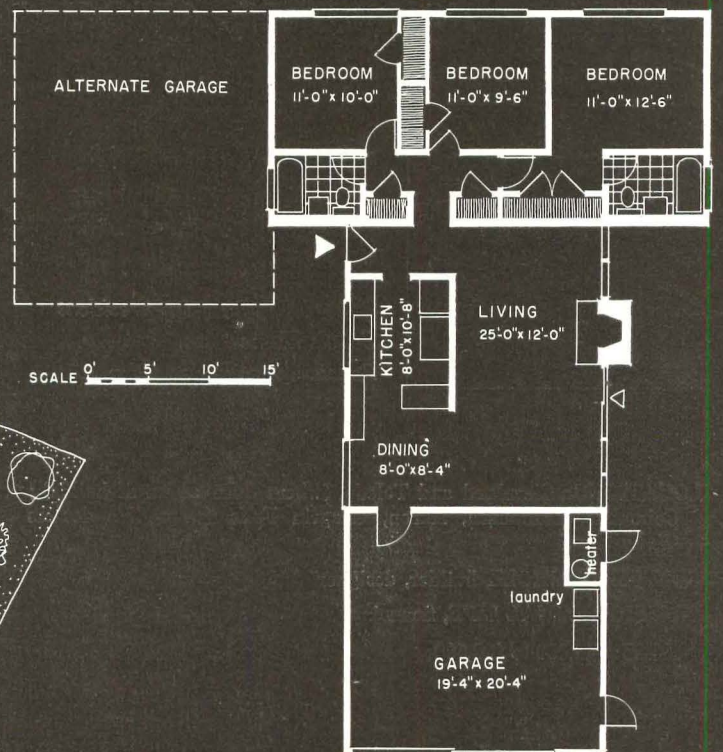 ALTERNATE GARAGE
BEDROOM
11'-0"x 10'-0"
BEDROOM
11'-0"x 9'-6"
BEDROOM
11'-0"x 12'-6"
KITCHEN
8'-0"x10'-8"
LIVING
25'-0"x 12'-0"
SCALE 0' 5' 10' 15'
DINING
8'-0"x8'-4"
heater
laundry
GARAGE
19'-4"x 20'-4"